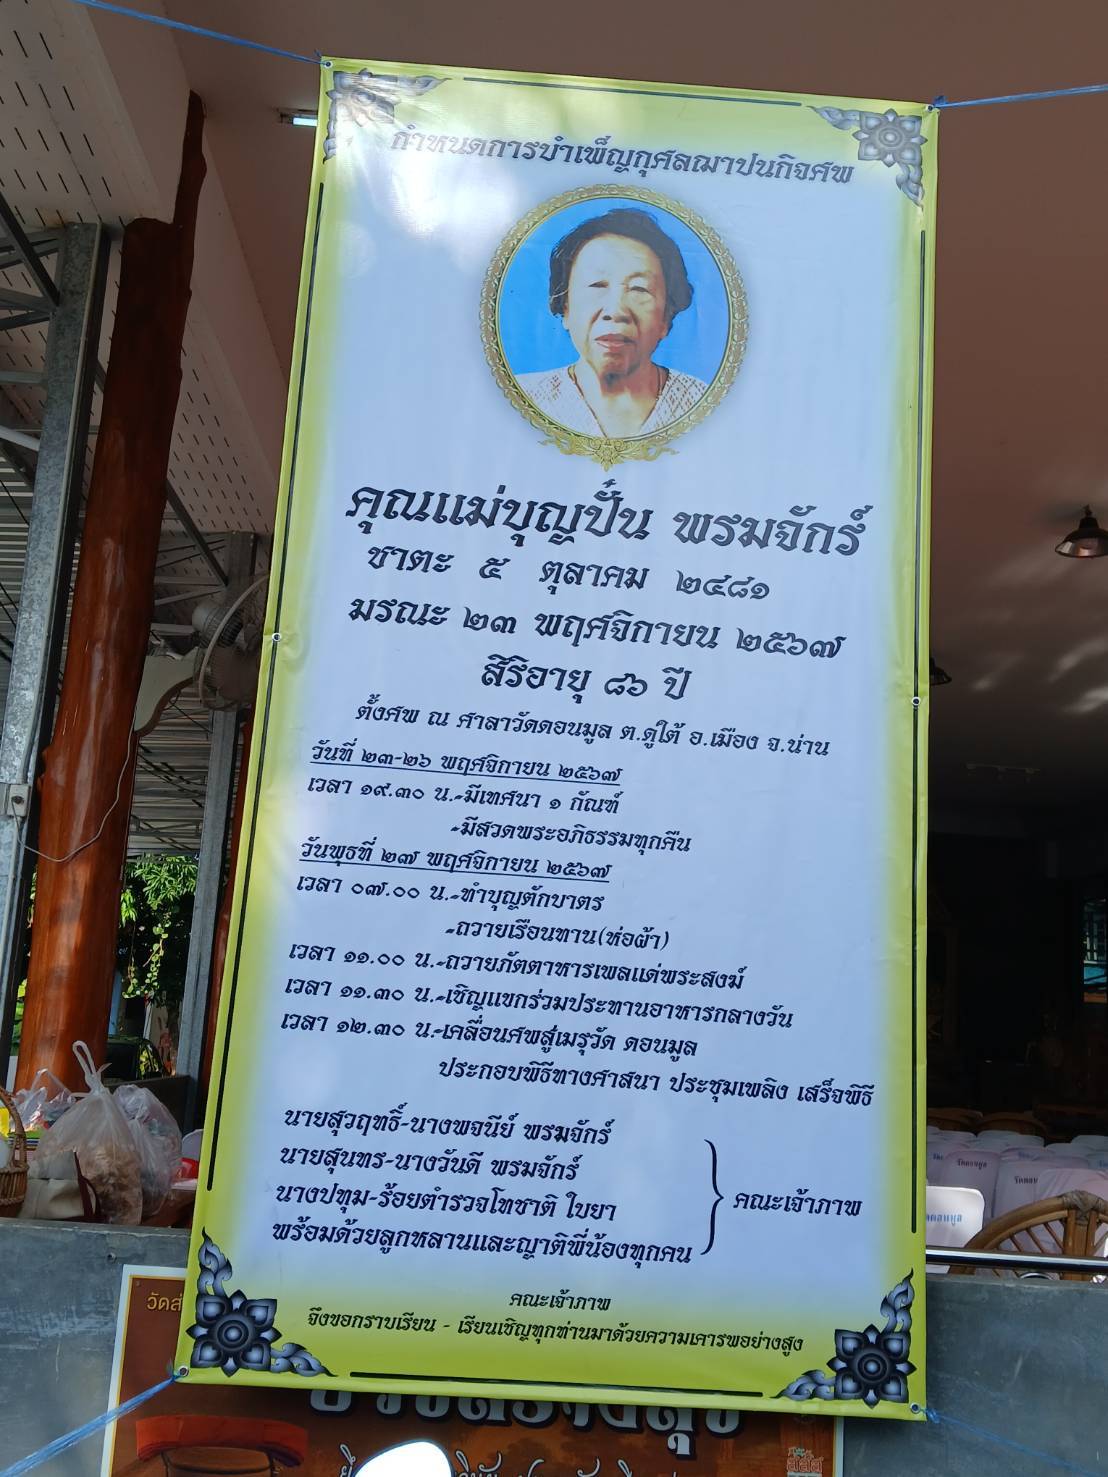 กำหนดการบำเพ็ญกุศลฌาปนกิจศพ
คุณแม่บุญปั๋น พรมจักร์
ชาตะ ๕ ตุลาคม ๒๔๘๑
มรณะ ๒๓ พฤศจิกายน ๒๕๖๗
สิริอายุ ๘๖ ปี
ตั้งศพ ณ ศาลาวัดดอนมูล ต.ดู่ใต้ อ.เมือง จ.น่าน
วันที่ ๒๓-๒๖ พฤศจิกายน ๒๕๖๗
เวลา ๑๙.๓๐ น.-มีเทศนา ๑ กัณฑ์
-มีสวดพระอภิธรรมทุกคืน
วันพุธที่ ๒๗ พฤศจิกายน ๒๕๖๗
เวลา ๐๗.๐๐ น.-ทำบุญตักบาตร
-ถวายเรือนทาน(ห่อผ้า)
เวลา ๑๑.๐๐ น.-ถวายภัตตาหารเพลแด่พระสงฆ์
เวลา ๑๑.๓๐ น.-เชิญแขกร่วมประทานอาหารกลางวัน
เวลา ๑๒.๓๐ น.-เคลื่อนศพสู่เมรุวัด ดอนมูล
ประกอบพิธีทางศาสนา ประชุมเพลิง เสร็จพิธี
นายสุวฤทธิ์-นางพจนีย์ พรมจักร์
นายสุนทร-นางวันดี พรมจักร์
นางปทุม-ร้อยตำรวจโทชาติ ใบยา
พร้อมด้วยลูกหลานและญาติพี่น้องทุกคน
คณะเจ้าภาพ
คณะเจ้าภาพ
จึงขอกราบเรียน - เรียนเชิญทุกท่านมาด้วยความเคารพอย่างสูง
วัดดอนมูล